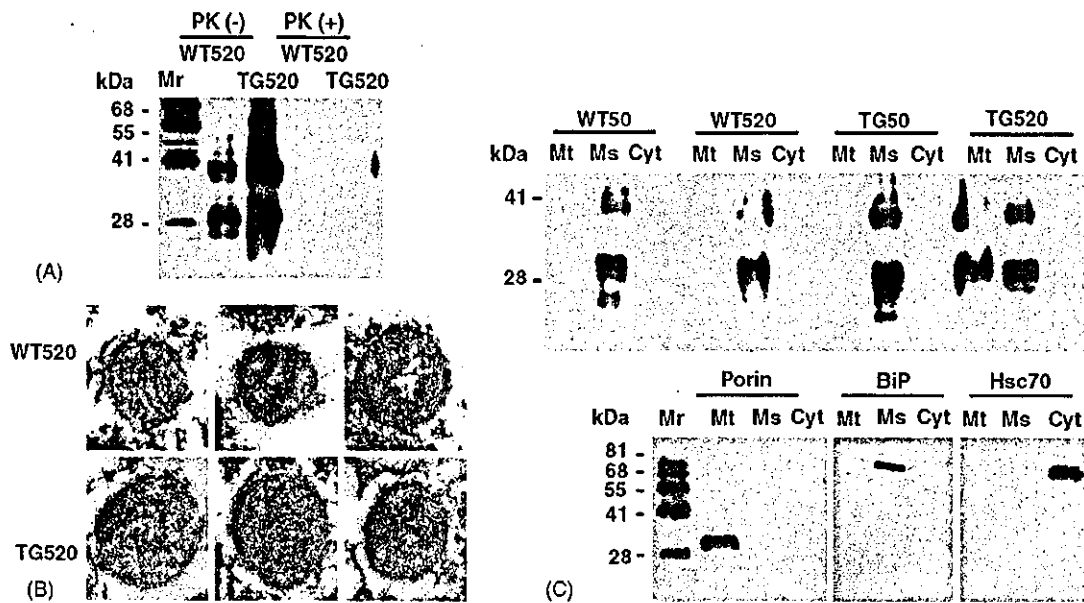 PK (-) PK (+)
WT520 WT520
kDa Mr TG520 TG520
68 -
55 -
41 -
28 -
(A)
WT520
TG520
(B)
WT50 WT520 TG50 TG520
kDa Mt Ms Cyt Mt Ms Cyt Mt Ms Cyt Mt Ms Cyt
41 -
28 -
Porin BiP Hsc70
kDa Mr Mt Ms Cyt Mt Ms Cyt Mt Ms Cyt
81 -
68 -
55 -
41 -
28 -
(C)